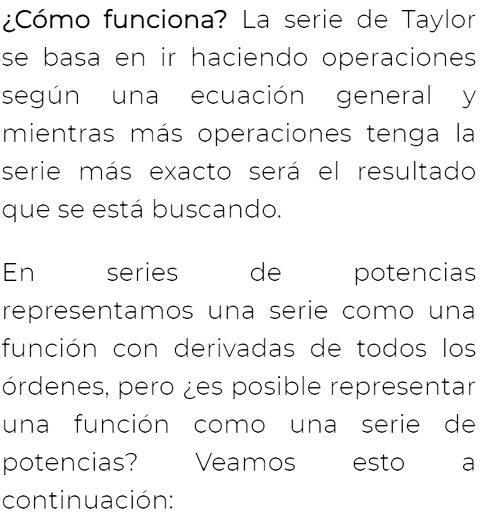 ¿Cómo funciona? La serie de Taylor
se basa en ir haciendo operaciones
según una ecuación general y
mientras más operaciones tenga la
serie más exacto será el resultado
que se está buscando.
En series de potencias
representamos una serie como una
función con derivadas de todos los
órdenes, pero ¿es posible representar
una función como una serie de
potencias? Veamos esto a
continuación: